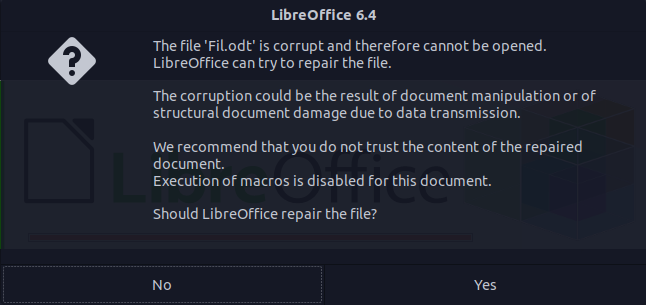 LibreOffice 6.4
The file 'Fil.odt' is corrupt and therefore cannot be opened.
LibreOffice can try to repair the file.
The corruption could be the result of document manipulation or of
structural document damage due to data transmission.
We recommend that you do not trust the content of the repaired
document.
Execution of macros is disabled for this document.
LibreOffice
Should LibreOffice repair the file?
No
Yes